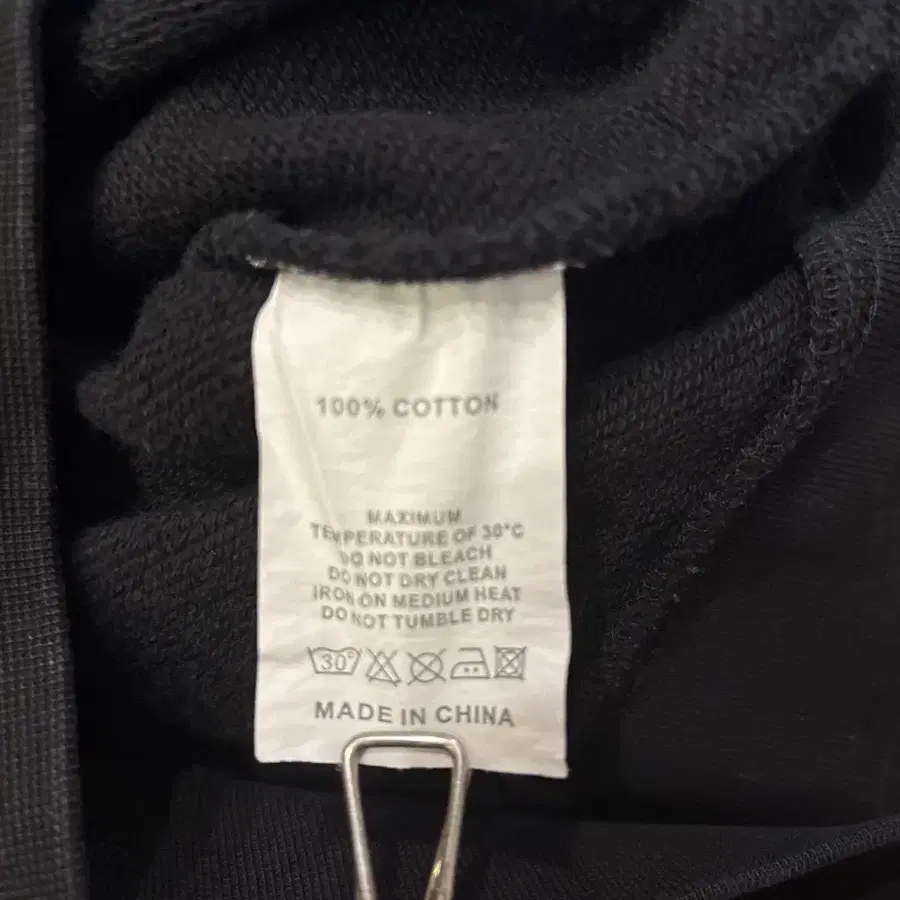 100% COTTON
MAXIMUM
TEMPERATURE OF 30°C
DO NOT BLEACH
DO NOT DRY CLEAN
IRON ON MEDIUM HEAT
DO NOT TUMBLE DRY
30°
MADE IN CHINA